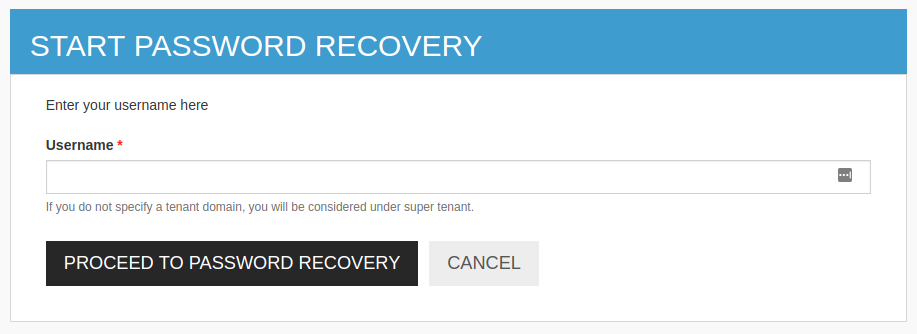 START PASSWORD RECOVERY
Enter your username here
Username *
If you do not specify a tenant domain, you will be considered under super tenant.
PROCEED TO PASSWORD RECOVERY CANCEL